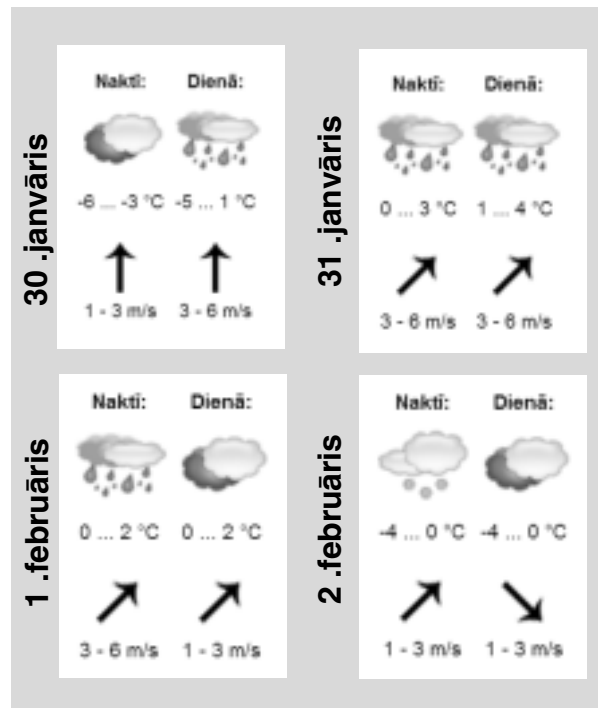 30 .janvāris
Naktī: Dienā:
-6 ... -3 °C -5 ... 1 °C
1 - 3 m/s 3 - 6 m/s
31 .janvāris
Naktī: Dienā:
0 ... 3 °C 1 ... 4 °C
3 - 6 m/s 3 - 6 m/s
1 .februāris
Naktī: Dienā:
0 ... 2 °C 0 ... 2 °C
3 - 6 m/s 1 - 3 m/s
2 .februāris
Naktī: Dienā:
-4 ... 0 °C -4 ... 0 °C
1 - 3 m/s 1 - 3 m/s